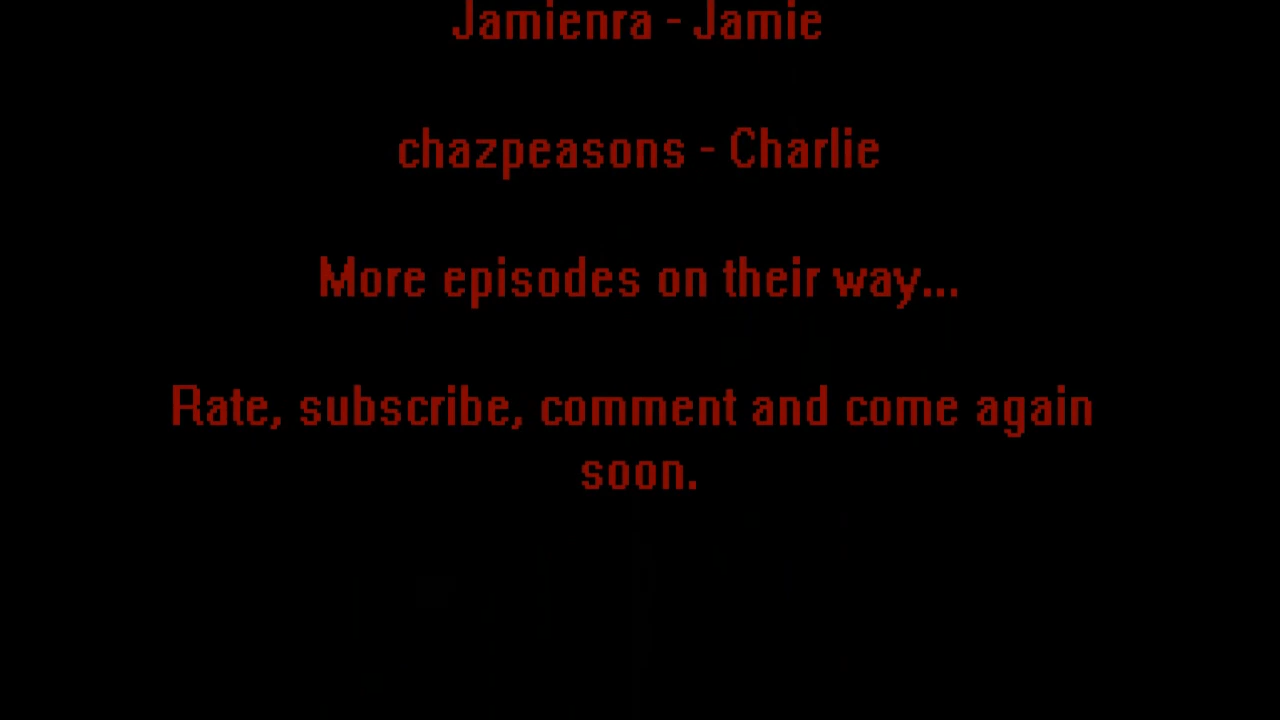 Jamienra - Jamie
chazpeasons - Charlie
More episodes on their way...
Rate, subscribe, comment and come again
soon.